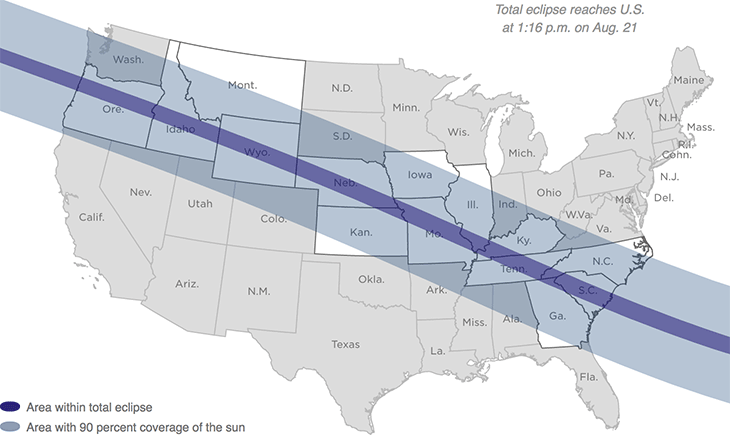 Total eclipse reaches U.S.
at 1:16 p.m. on Aug. 21
Wash.
Mont.
N.D.
Minn.
Maine
Vt.
N.H.
Ore.
Idaho
S.D.
Wis.
Mich.
N.Y.
Mass.
R.I.
Conn.
Wyo.
Neb.
Iowa
Ill.
Ind.
Ohio
Pa.
N.J.
Nev.
Utah
Colo.
Kan.
Mo.
Ky.
W.Va.
Va.
Md.
Del.
Calif.
Ariz.
N.M.
Okla.
Ark.
Tenn.
N.C.
S.C.
Texas
La.
Miss.
Ala.
Ga.
Fla.
Area within total eclipse
Area with 90 percent coverage of the sun